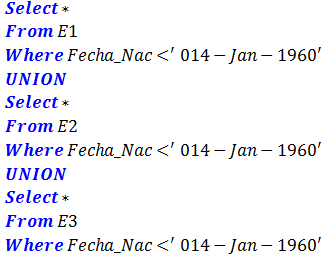 Select *
From E1
Where Fecha_Nac <' 014 − Jan − 1960'
UNION
Select *
From E2
Where Fecha_Nac <' 014 − Jan − 1960'
UNION
Select *
From E3
Where Fecha_Nac <' 014 − Jan − 1960'